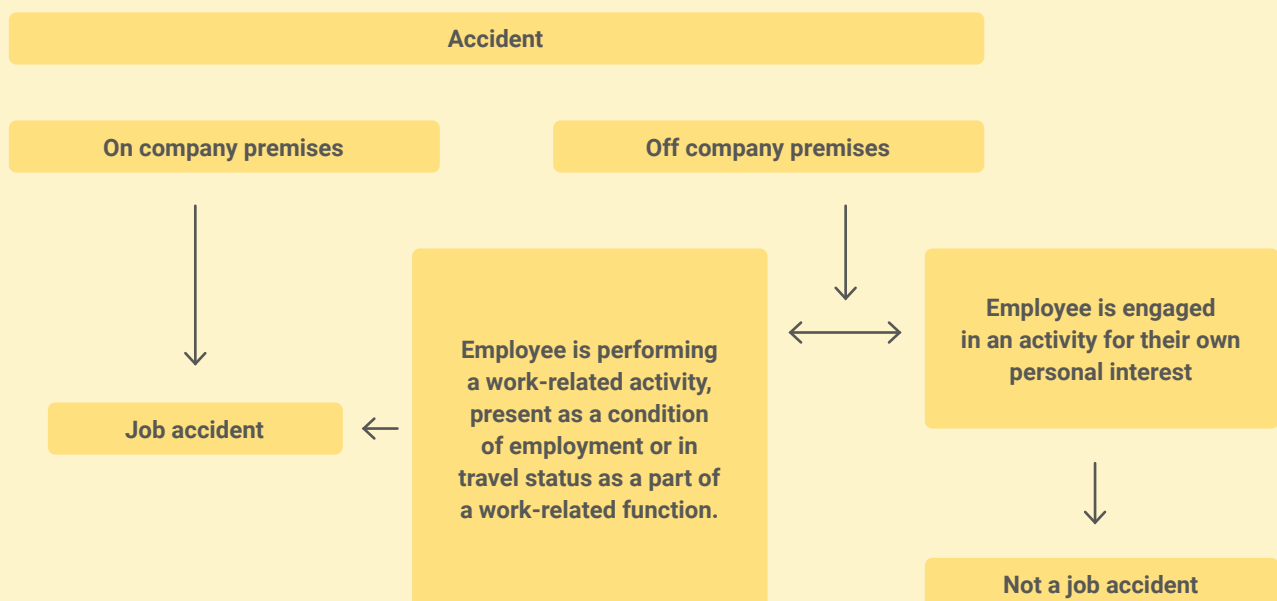 Accident
On company premises
Off company premises
Employee is performing
a work-related activity,
present as a condition
of employment or in
travel status as a part of
a work-related function.
Employee is engaged
in an activity for their own
personal interest
Job accident
Not a job accident